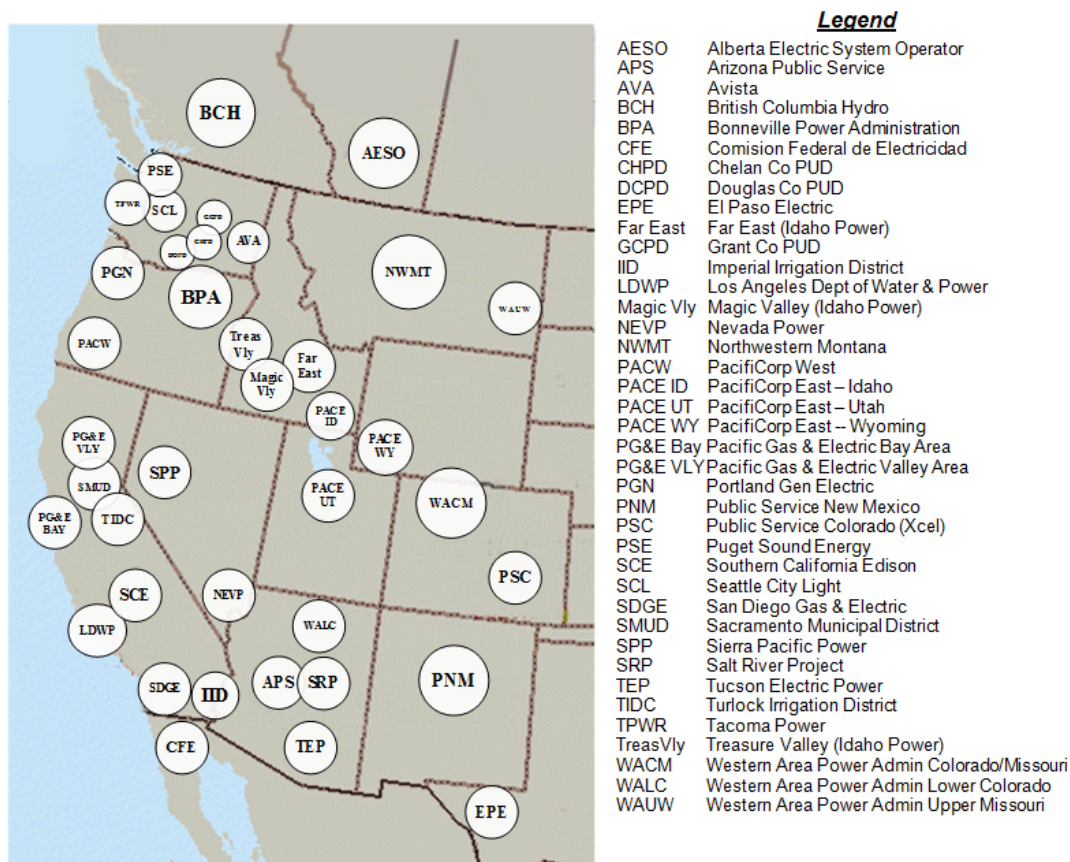 BCH
AESO
PSE
TPWR
SCL
AVA
PGN
BPA
NWMT
WAUW
PACW
Treas
Vly
Far
East
Magic
Vly
PACE
ID
PACE
WY
PG&E
VLY
SPP
SMUD
PACE
UT
WACM
PG&E
BAY
TIDC
PSC
SCE
NEVP
LDWP
WALC
SDGE
IID
APS
SRP
PNM
CFE
TEP
EPE
Legend
AESO Alberta Electric System Operator
APS Arizona Public Service
AVA Avista
BCH British Columbia Hydro
BPA Bonneville Power Administration
CFE Comision Federal de Electricidad
CHPD Chelan Co PUD
DCPD Douglas Co PUD
EPE El Paso Electric
Far East Far East (Idaho Power)
GCPD Grant Co PUD
IID Imperial Irrigation District
LDWP Los Angeles Dept of Water & Power
Magic Vly Magic Valley (Idaho Power)
NEVP Nevada Power
NWMT Northwestern Montana
PACW PacifiCorp West
PACE ID PacifiCorp East – Idaho
PACE UT PacifiCorp East – Utah
PACE WY PacifiCorp East -- Wyoming
PG&E Bay Pacific Gas & Electric Bay Area
PG&E VLY Pacific Gas & Electric Valley Area
PGN Portland Gen Electric
PNM Public Service New Mexico
PSC Public Service Colorado (Xcel)
PSE Puget Sound Energy
SCE Southern California Edison
SCL Seattle City Light
SDGE San Diego Gas & Electric
SMUD Sacramento Municipal District
SPP Sierra Pacific Power
SRP Salt River Project
TEP Tucson Electric Power
TIDC Turlock Irrigation District
TPWR Tacoma Power
TreasVly Treasure Valley (Idaho Power)
WACM Western Area Power Admin Colorado/Missouri
WALC Western Area Power Admin Lower Colorado
WAUW Western Area Power Admin Upper Missouri